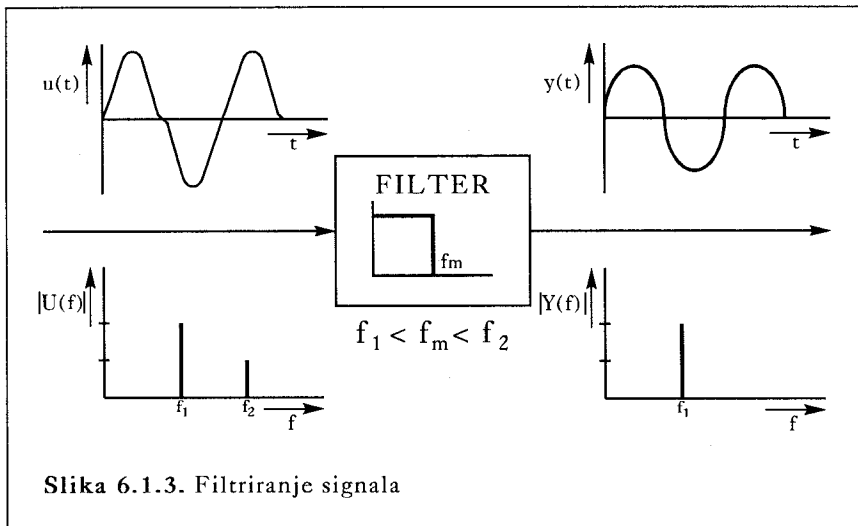 u(t)
t
y(t)
t
FILTER
fm
|U(f)|
f₁
f₂
f
f₁ < fₘ < f₂
|Y(f)|
f₁
f
Slika 6.1.3. Filtriranje signala